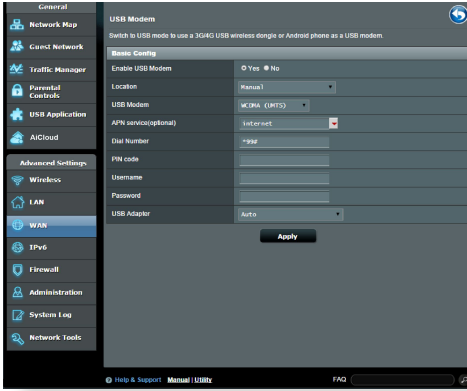 General
Network Map
Guest Network
Traffic Manager
Parental
Controls
USB Application
AiCloud
Advanced Settings
Wireless
LAN
WAN
IPv6
Firewall
Administration
System Log
Network Tools
USB Modem
Switch to USB mode to use a 3G/4G USB wireless dongle or Android phone as a USB modem.
Basic Config
Enable USB Modem Yes No
Location Manual
USB Modem WCDMA (UMTS)
APN service(optional) internet
Dial Number *99#
PIN code
Username
Password
USB Adapter Auto
Apply
Help & Support Manual | Utility FAQ